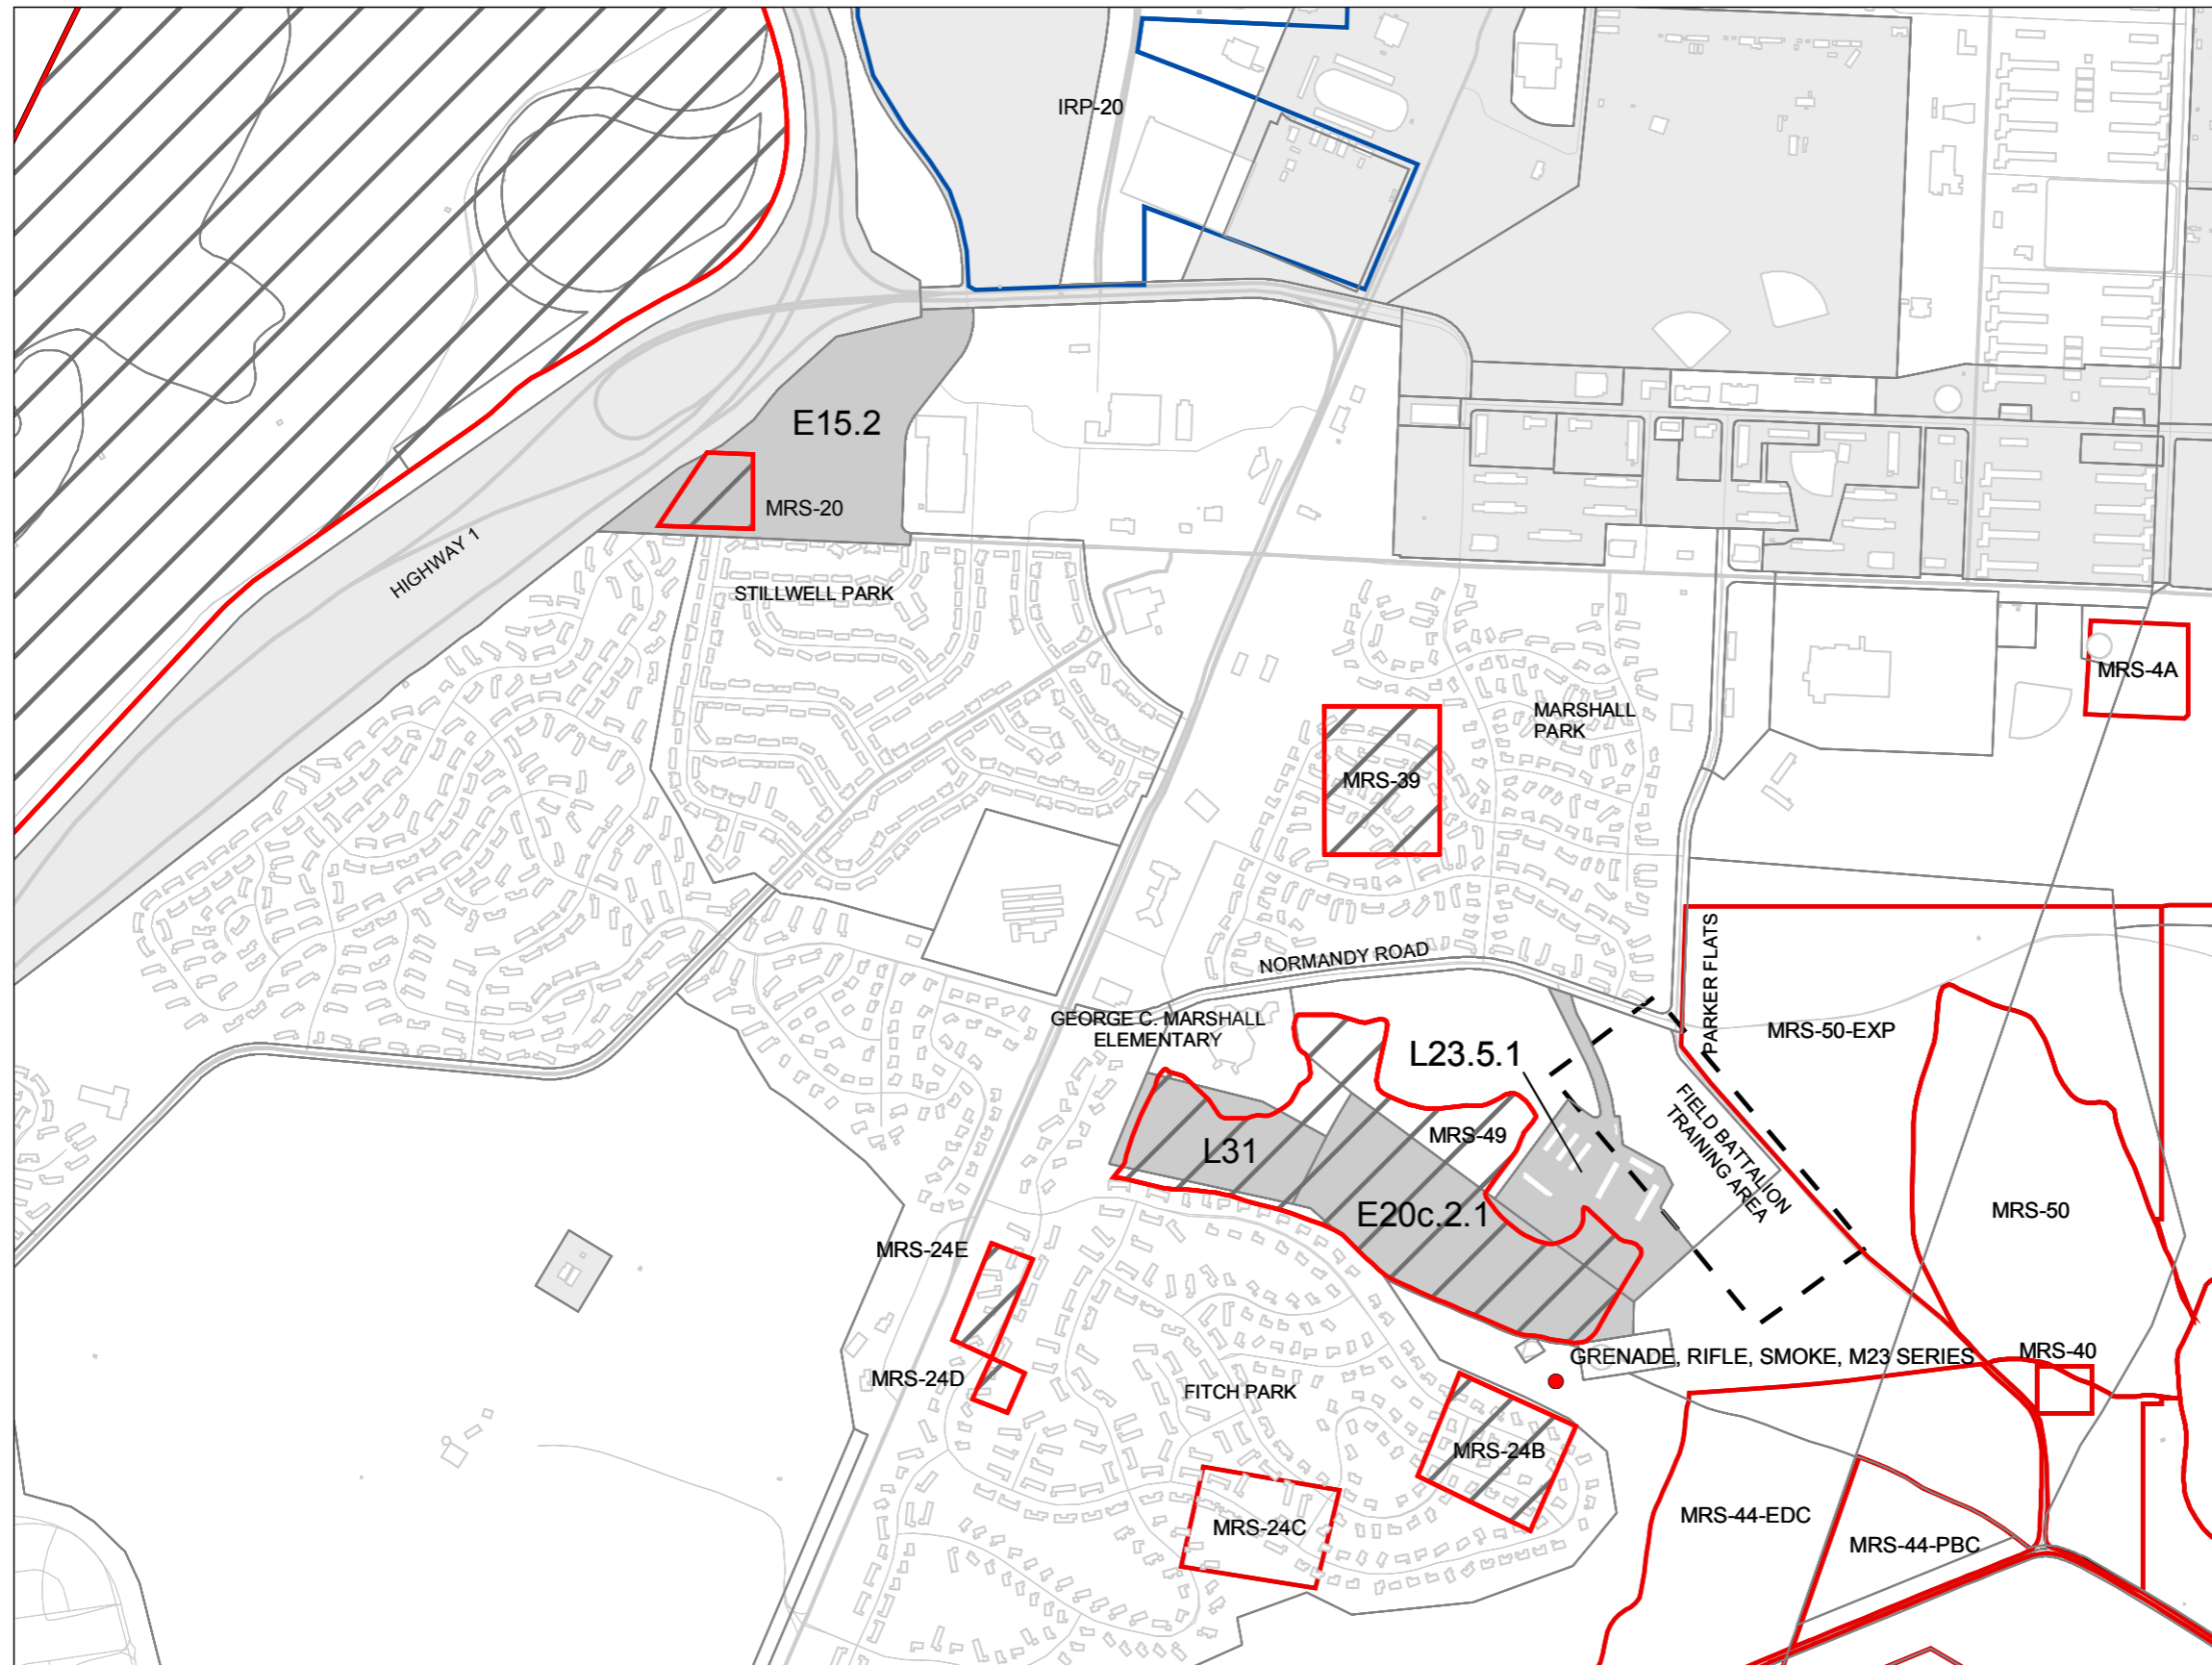 IRP-20
E15.2
MRS-20
HIGHWAY 1
STILLWELL PARK
MRS-4A
MARSHALL
PARK
MRS-39
PARKER FLATS
NORMANDY ROAD
GEORGE C. MARSHALL
ELEMENTARY
MRS-50-EXP
L23.5.1
FIELD BATTALION
TRAINING AREA
MRS-49
L31
E20c.2.1
MRS-50
MRS-24E
GRENADE, RIFLE, SMOKE, M23 SERIES
MRS-40
MRS-24D
FITCH PARK
MRS-24B
MRS-24C
MRS-44-EDC
MRS-44-PBC